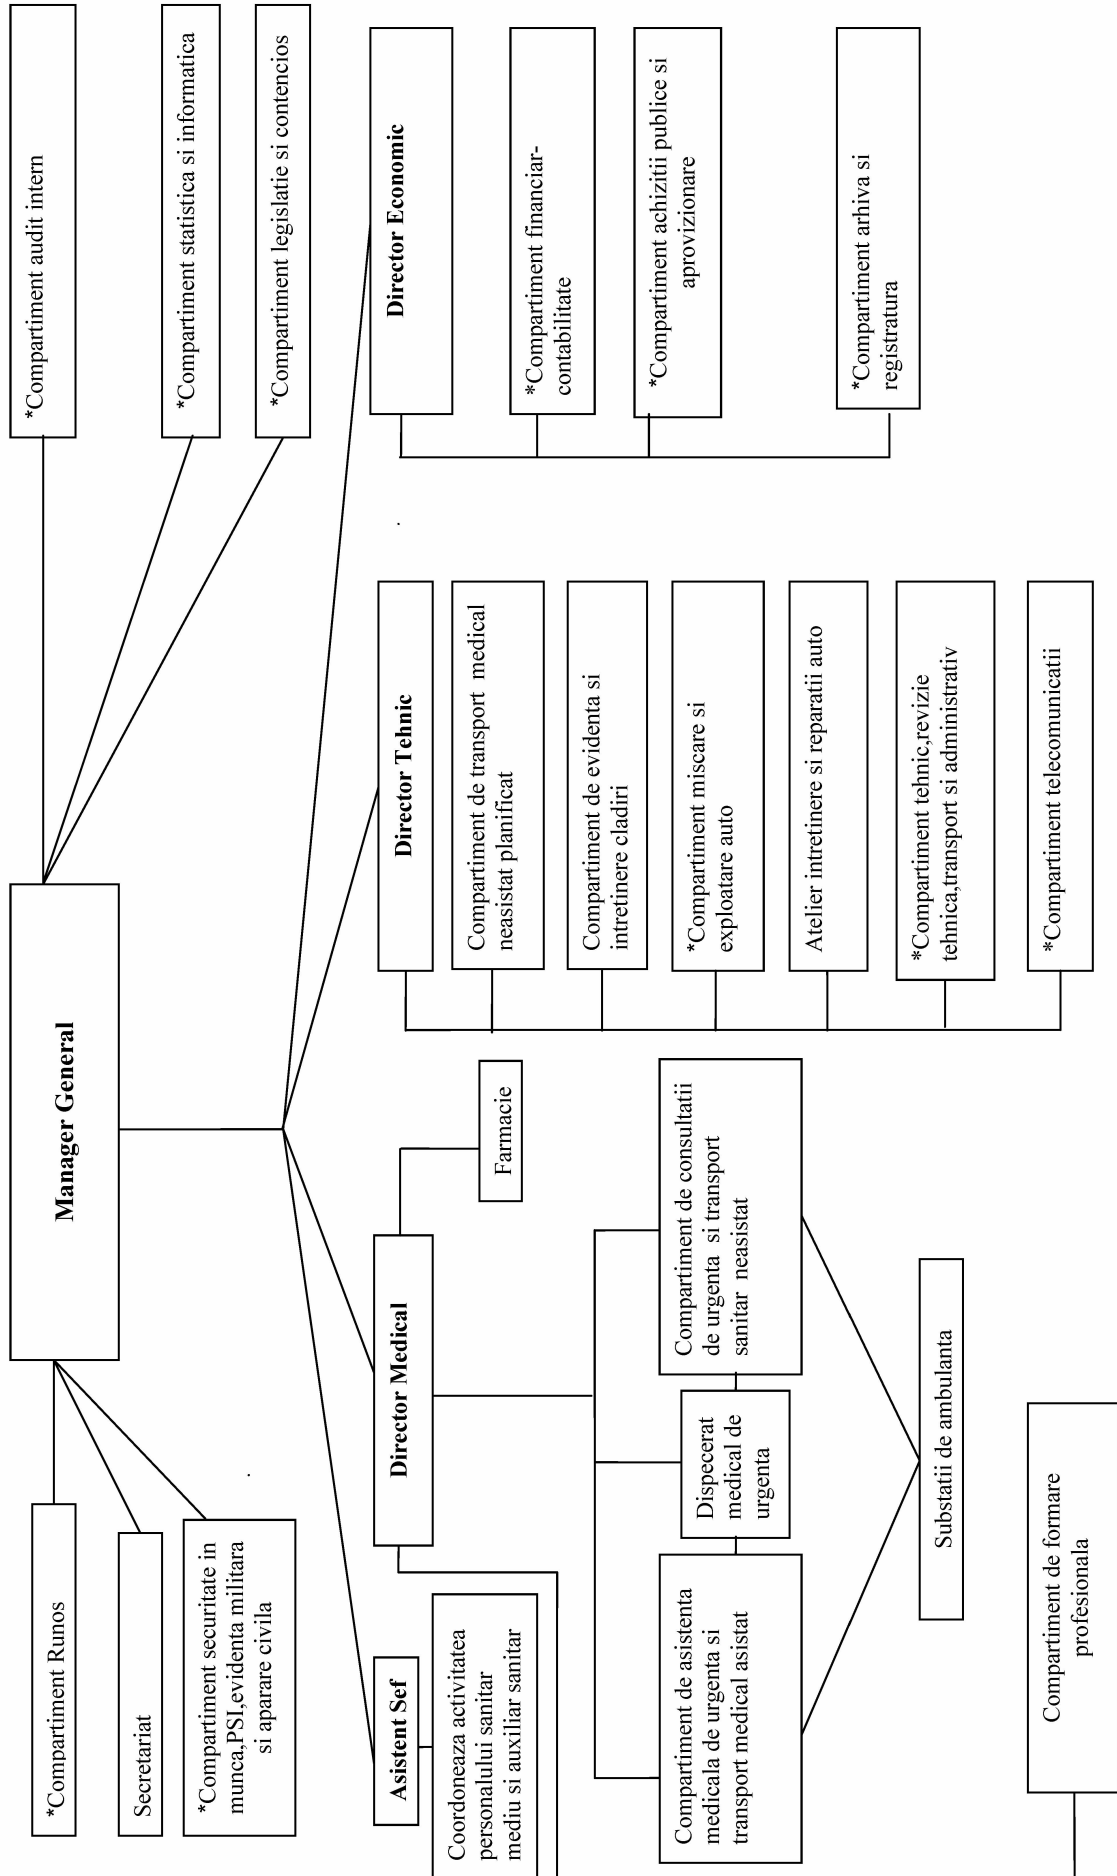 Manager General
*Compartiment Runos
Secretariat
*Compartiment securitate in
munca,PSI,evidenta militara
si aparare civila
*Compartiment audit intern
*Compartiment statistica si informatica
*Compartiment legislatie si contencios
Asistent Sef
Coordoneaza activitatea
personalului sanitar
mediu si auxiliar sanitar
Director Medical
Farmacie
Compartiment de asistenta
medicala de urgenta si
transport medical asistat
Dispecerat
medical de
urgenta
Compartiment de consultatii
de urgenta si transport
sanitar neasistat
Substatii de ambulanta
Compartiment de formare
profesionala
Director Tehnic
Compartiment de transport medical
neasistat planificat
Compartiment de evidenta si
intretinere cladiri
*Compartiment miscare si
exploatare auto
Atelier intretinere si reparatii auto
*Compartiment tehnic,revizie
tehnica,transport si administrativ
*Compartiment telecomunicatii
Director Economic
*Compartiment financiar-
contabilitate
*Compartiment achizitii publice si
aprovizionare
*Compartiment arhiva si
registratura